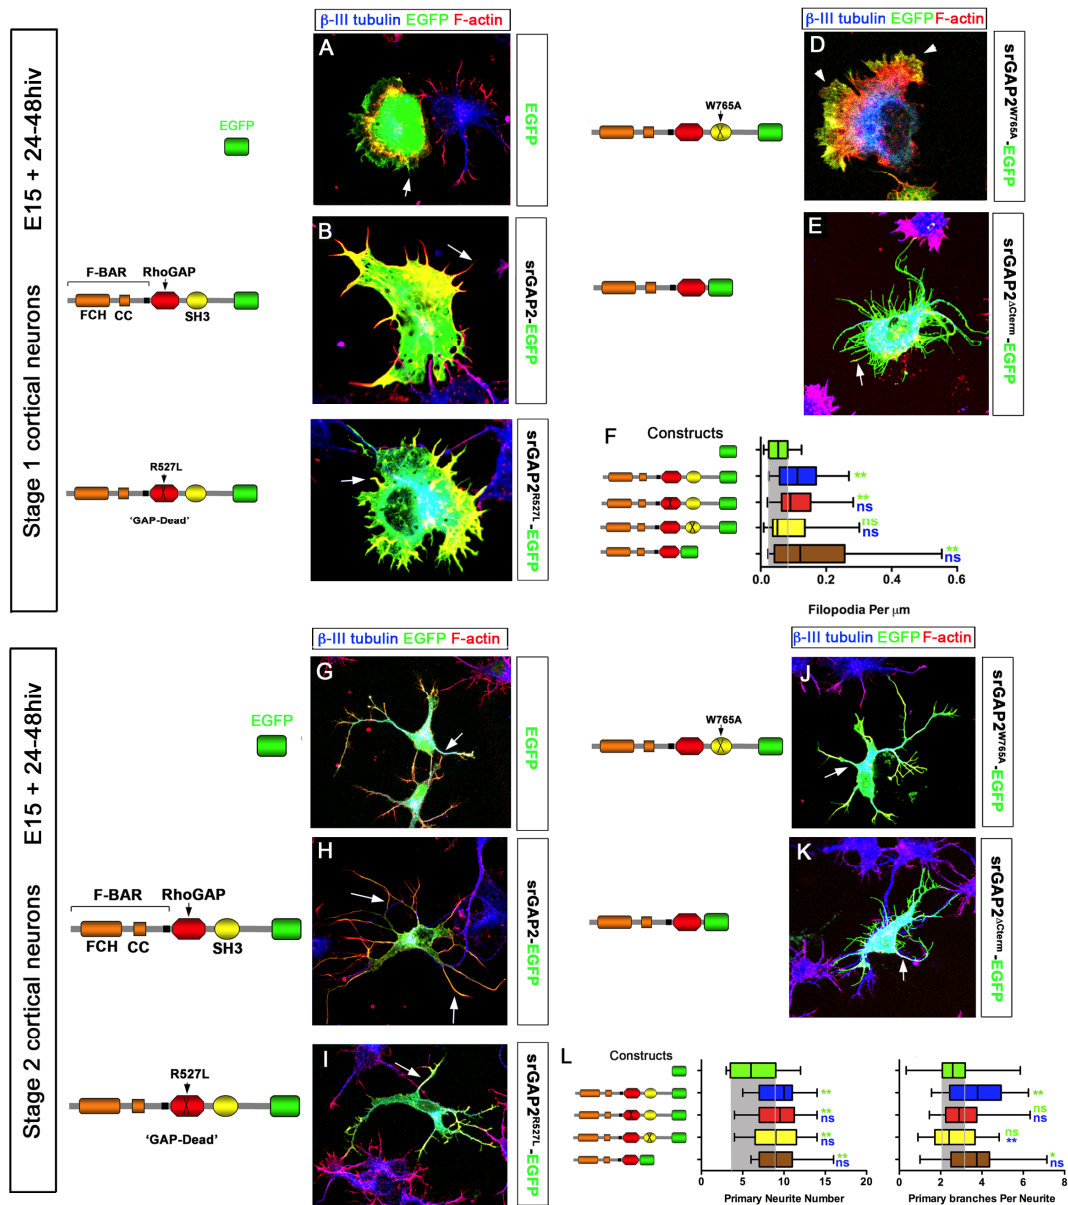 Stage 1 cortical neurons E15 + 24-48hiv
β-III tubulin EGFP F-actin
A
EGFP
EGFP
F-BAR
RhoGAP
FCH
CC
SH3
B
srGAP2-EGFP
R527L
'GAP-Dead'
srGAP2R527L-EGFP
β-III tubulin EGFP F-actin
W765A
D
srGAP2W765A-EGFP
E
srGAP2ΔCterm-EGFP
F
Constructs
**
**
ns
ns
ns
**
ns
0.0 0.2 0.4 0.6
Filopodia Per μm
Stage 2 cortical neurons E15 + 24-48hiv
β-III tubulin EGFP F-actin
EGFP
G
EGFP
F-BAR
RhoGAP
FCH
CC
SH3
H
srGAP2-EGFP
R527L
'GAP-Dead'
I
srGAP2R527L-EGFP
β-III tubulin EGFP F-actin
W765A
J
srGAP2W765A-EGFP
K
srGAP2ΔCterm-EGFP
L
Constructs
**
**
ns
**
ns
**
ns
0 5 10 15 20
Primary Neurite Number
**
ns
ns
ns
**
*
ns
0 2 4 6 8
Primary branches Per Neurite